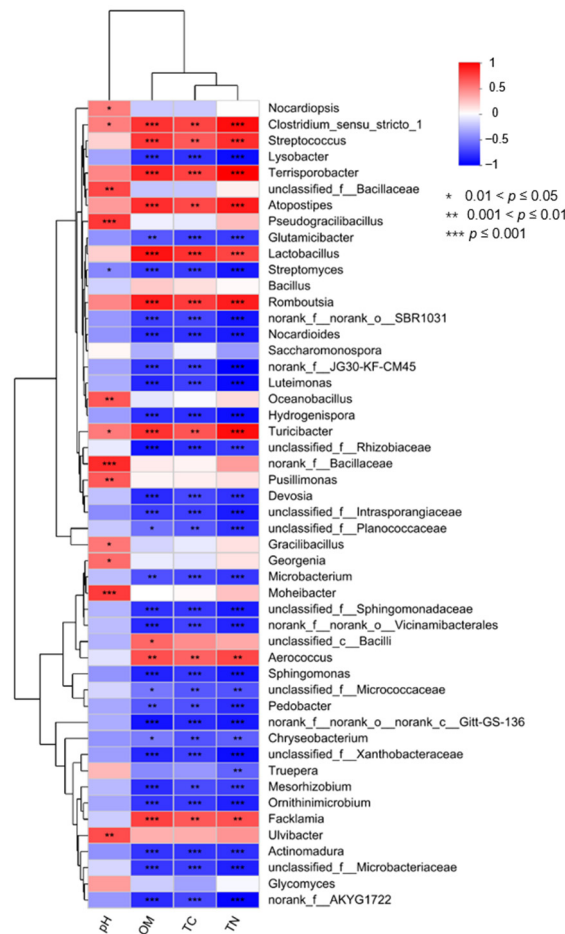 1
0.5
0
−0.5
−1
* 0.01 < p ≤ 0.05
** 0.001 < p ≤ 0.01
*** p ≤ 0.001
* Nocardiopsis
* *** ** *** Clostridium_sensu_stricto_1
*** ** *** Streptococcus
*** *** *** Lysobacter
*** *** *** Terrisporobacter
** unclassified_f__Bacillaceae
*** ** *** Atopostipes
*** Pseudogracilibacillus
** *** *** Glutamicibacter
*** *** *** Lactobacillus
* *** *** *** Streptomyces
Bacillus
*** *** *** Romboutsia
*** *** *** norank_f__norank_o__SBR1031
*** *** *** Nocardioides
Saccharomonospora
*** *** *** norank_f__JG30-KF-CM45
*** *** *** Luteimonas
** Oceanobacillus
*** *** *** Hydrogenispora
* *** ** *** Turicibacter
*** *** *** unclassified_f__Rhizobiaceae
*** norank_f__Bacillaceae
** Pusillimonas
*** *** *** Devosia
*** *** *** unclassified_f__Intrasporangiaceae
* ** *** unclassified_f__Planococcaceae
* Gracilibacillus
* Georgenia
** *** *** Microbacterium
*** Moheibacter
*** *** *** unclassified_f__Sphingomonadaceae
*** *** *** norank_f__norank_o__Vicinamibacterales
* unclassified_c__Bacilli
** ** ** Aerococcus
*** *** *** Sphingomonas
* ** ** unclassified_f__Micrococcaceae
** ** *** Pedobacter
*** *** *** norank_f__norank_o__norank_c__Gitt-GS-136
* ** ** Chryseobacterium
*** *** *** unclassified_f__Xanthobacteraceae
** Truepera
*** ** *** Mesorhizobium
*** *** *** Ornithinimicrobium
*** ** ** Facklamia
** Ulvibacter
*** *** *** Actinomadura
*** *** *** unclassified_f__Microbacteriaceae
Glycomyces
*** *** *** norank_f__AKYG1722
pH OM TC TN